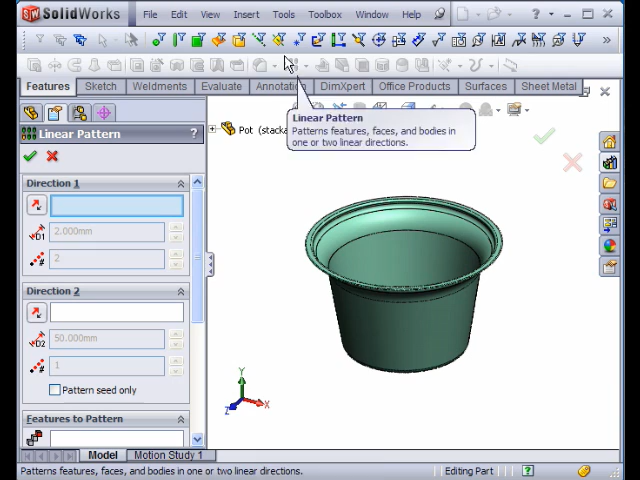 SolidWorks File Edit View Insert Tools Toolbox Window Help
Features Sketch Weldments Evaluate DimXpert Office Products Surfaces Sheet Metal
Linear Pattern
Patterns features, faces, and bodies in
one or two linear directions.
Pot
Linear Pattern ?
Direction 1
D1 2.000mm
2
Direction 2
D2 50.000mm
1
Pattern seed only
Features to Pattern
Y
Z X
Model Motion Study 1
Patterns features, faces, and bodies in one or two linear directions. Editing Part ?